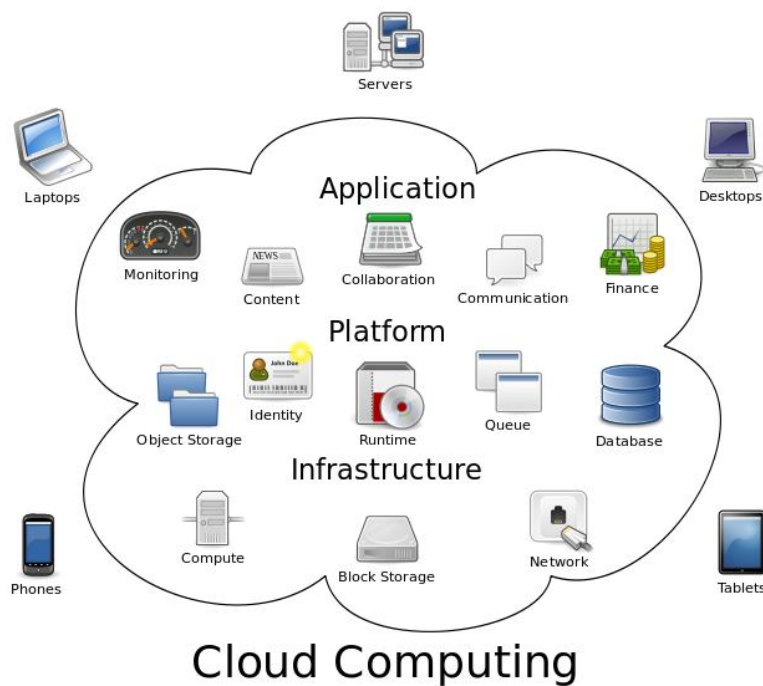 Servers
Laptops
Desktops
Application
Monitoring
NEWS
Content
Collaboration
Communication
Finance
Platform
Object Storage
John Doe
Identity
Runtime
Queue
Database
Infrastructure
Compute
Block Storage
Network
Phones
Tablets
Cloud Computing